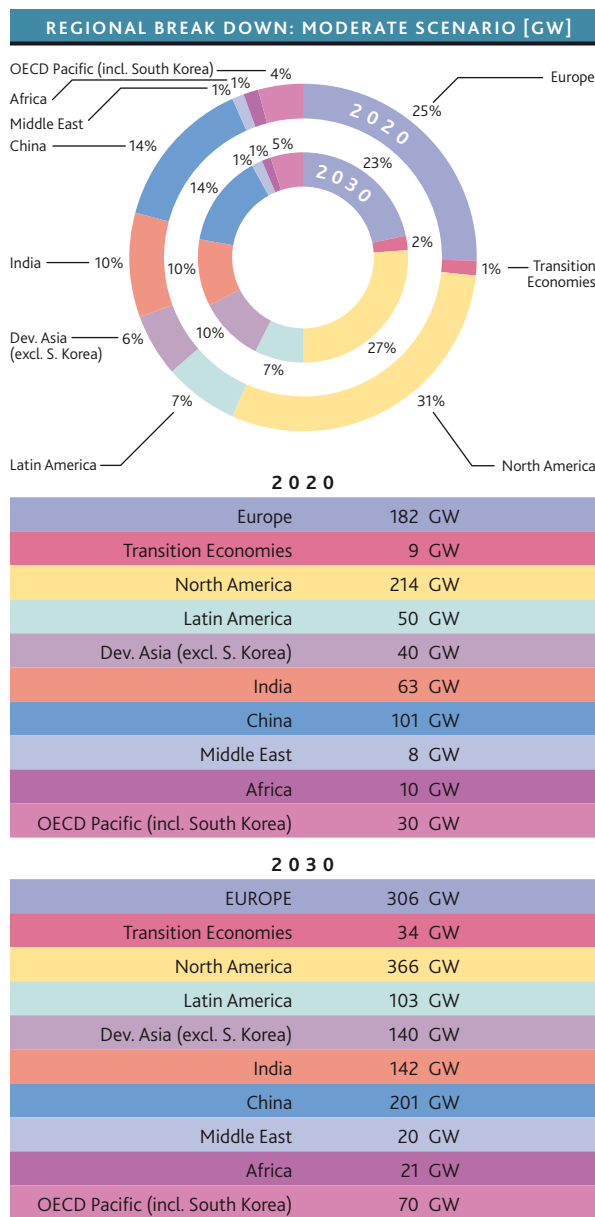 REGIONAL BREAK DOWN: MODERATE SCENARIO [GW]
OECD Pacific (incl. South Korea)
4%
Europe
1%
1%
25%
Africa
Middle East
2020
China
14%
5%
1%
1%
23%
2030
14%
2%
India
10%
10%
1%
Transition
Economies
Dev. Asia
(excl. S. Korea)
6%
10%
27%
7%
7%
31%
Latin America
North America
2020
Europe 182 GW
Transition Economies 9 GW
North America 214 GW
Latin America 50 GW
Dev. Asia (excl. S. Korea) 40 GW
India 63 GW
China 101 GW
Middle East 8 GW
Africa 10 GW
OECD Pacific (incl. South Korea) 30 GW
2030
EUROPE 306 GW
Transition Economies 34 GW
North America 366 GW
Latin America 103 GW
Dev. Asia (excl. S. Korea) 140 GW
India 142 GW
China 201 GW
Middle East 20 GW
Africa 21 GW
OECD Pacific (incl. South Korea) 70 GW